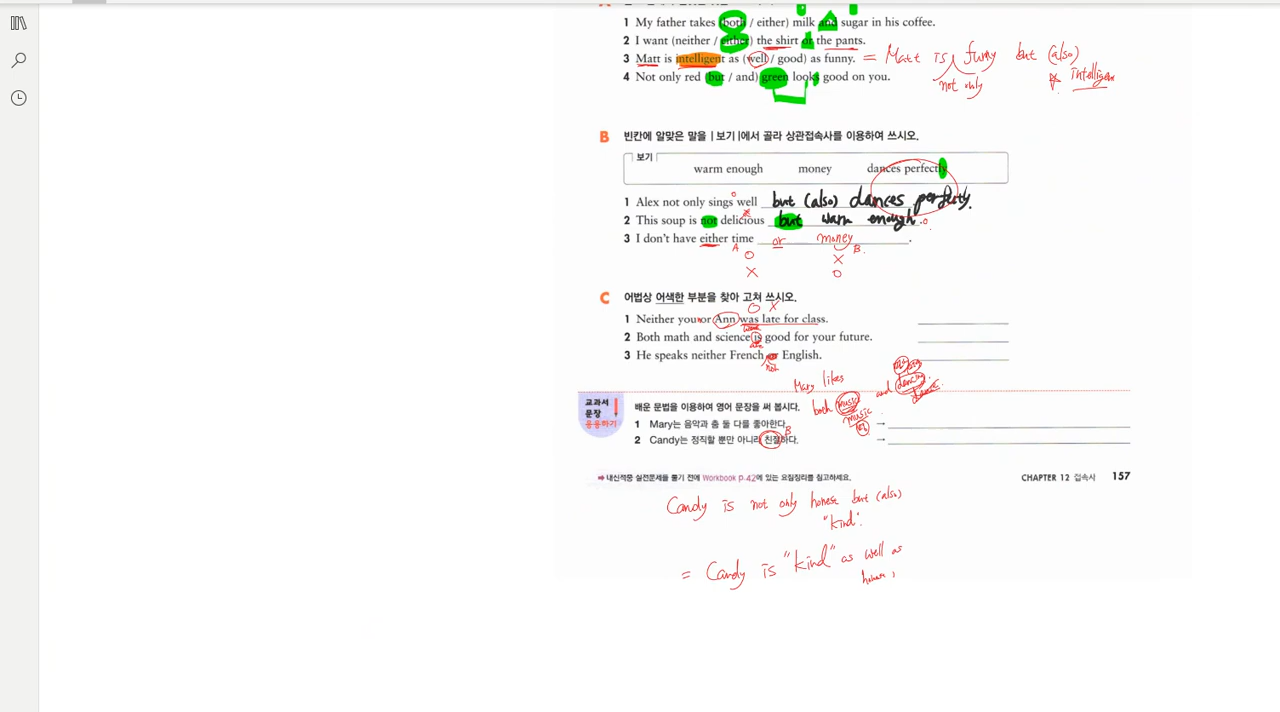 1 My father takes (both / either) milk and sugar in his coffee.
2 I want (neither / either) the shirt or the pants.
3 Matt is intelligent as (well / good) as funny. = Matt is funny but (also)
not only intelligen
4 Not only red (but / and) green looks good on you.
B 빈칸에 알맞은 말을 |보기|에서 골라 상관접속사를 이용하여 쓰시오.
보기
warm enough money dances perfectly
1 Alex not only sings well but (also) dances perfectly.
2 This soup is not delicious but warm enough.
3 I don't have either time or money.
A B
O X
X O
C 어법상 어색한 부분을 찾아 고쳐 쓰시오.
O X
1 Neither you or Ann was late for class.
2 Both math and science is good for your future.
are
3 He speaks neither French or English.
nor
Mary likes
both music and dancing
dance
music
교과서
문장
응용하기
배운 문법을 이용하여 영어 문장을 써 봅시다.
1 Mary는 음악과 춤 둘 다를 좋아한다. →
2 Candy는 정직할 뿐만 아니라 친절하다. →
B
➡ 내신적중 실전문제를 풀기 전에 Workbook p.42에 있는 요점정리를 참고하세요.
CHAPTER 12 접속사 157
Candy is not only honest but (also)
"kind".
= Candy is "kind" as well as